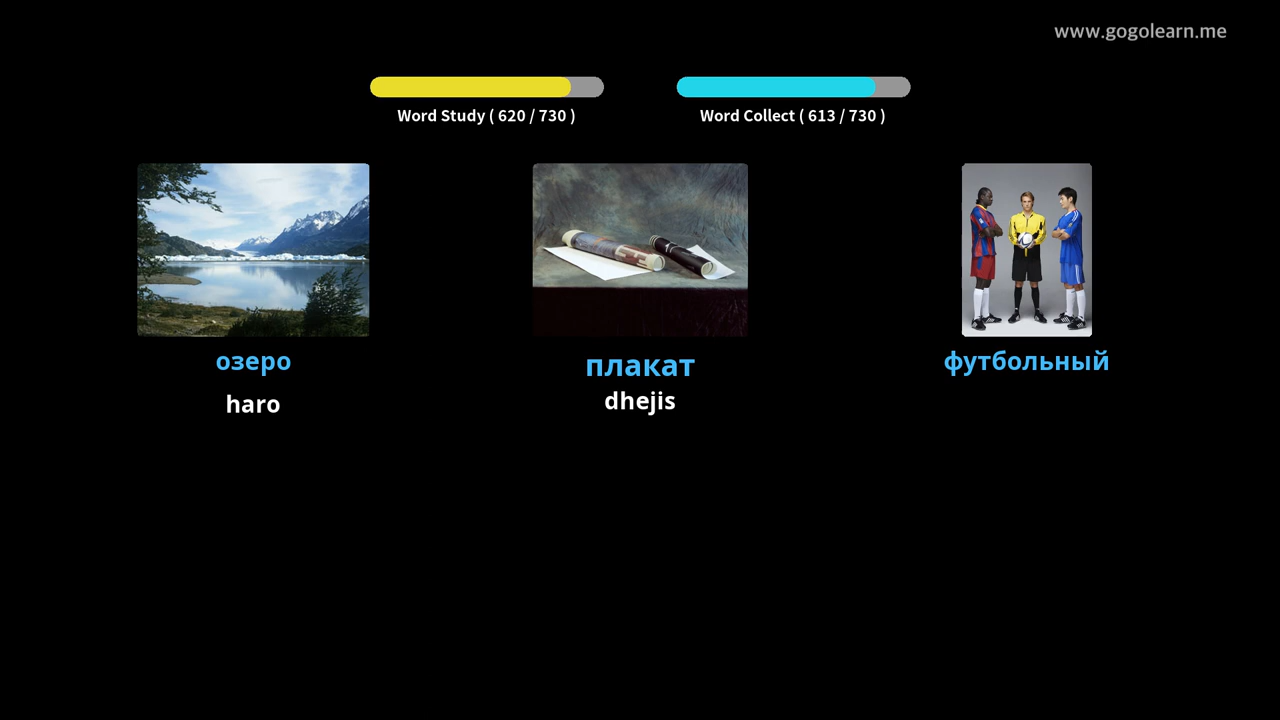 www.gogolearn.me
Word Study ( 620 / 730 )
Word Collect ( 613 / 730 )
озеро
haro
плакат
dhejis
футбольный